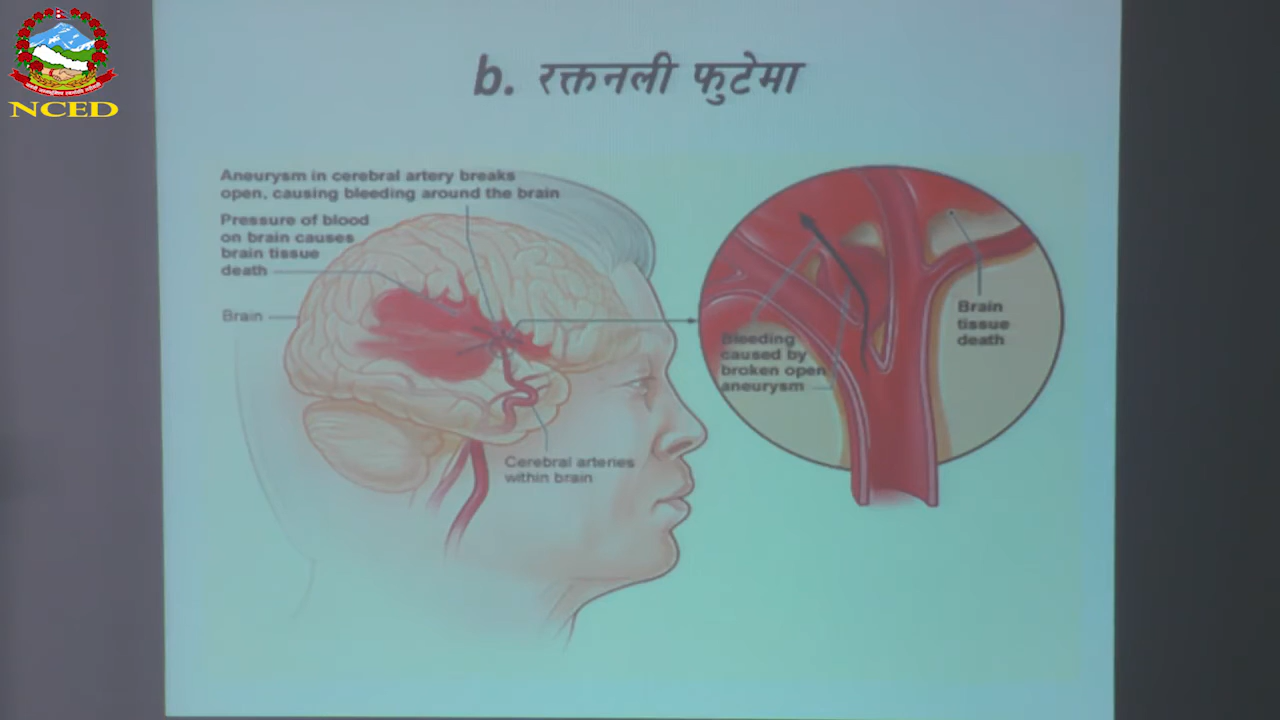 NCED
b. रक्तनली फुटेमा
Aneurysm in cerebral artery breaks
open, causing bleeding around the brain
Pressure of blood
on brain causes
brain tissue
death
Brain
Cerebral arteries
within brain
Bleeding
caused by
broken open
aneurysm
Brain
tissue
death